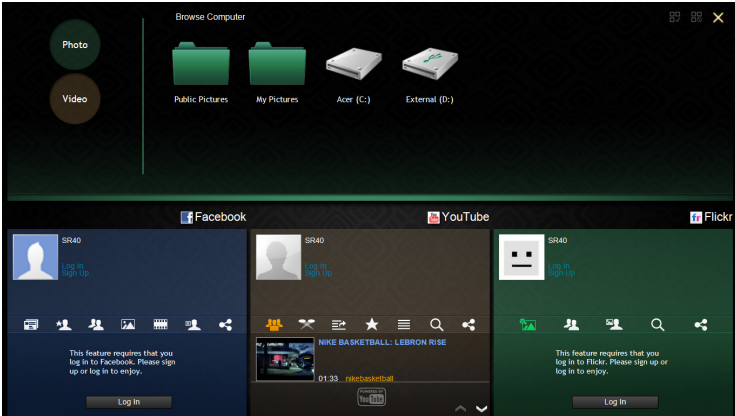 Browse Computer
Photo
Video
Public Pictures
My Pictures
Acer (C:)
External (D:)
Facebook
YouTube
Flickr
SR40
Log In
Sign Up
SR40
Log In
Sign Up
SR40
Log In
Sign Up
This feature requires that you
log in to Facebook. Please sign
up or log in to enjoy.
Log In
NIKE BASKETBALL: LEBRON RISE
01:33 nikebasketball
POWERED BY
YouTube
This feature requires that you
log in to Flickr. Please sign up or
log in to enjoy.
Log In